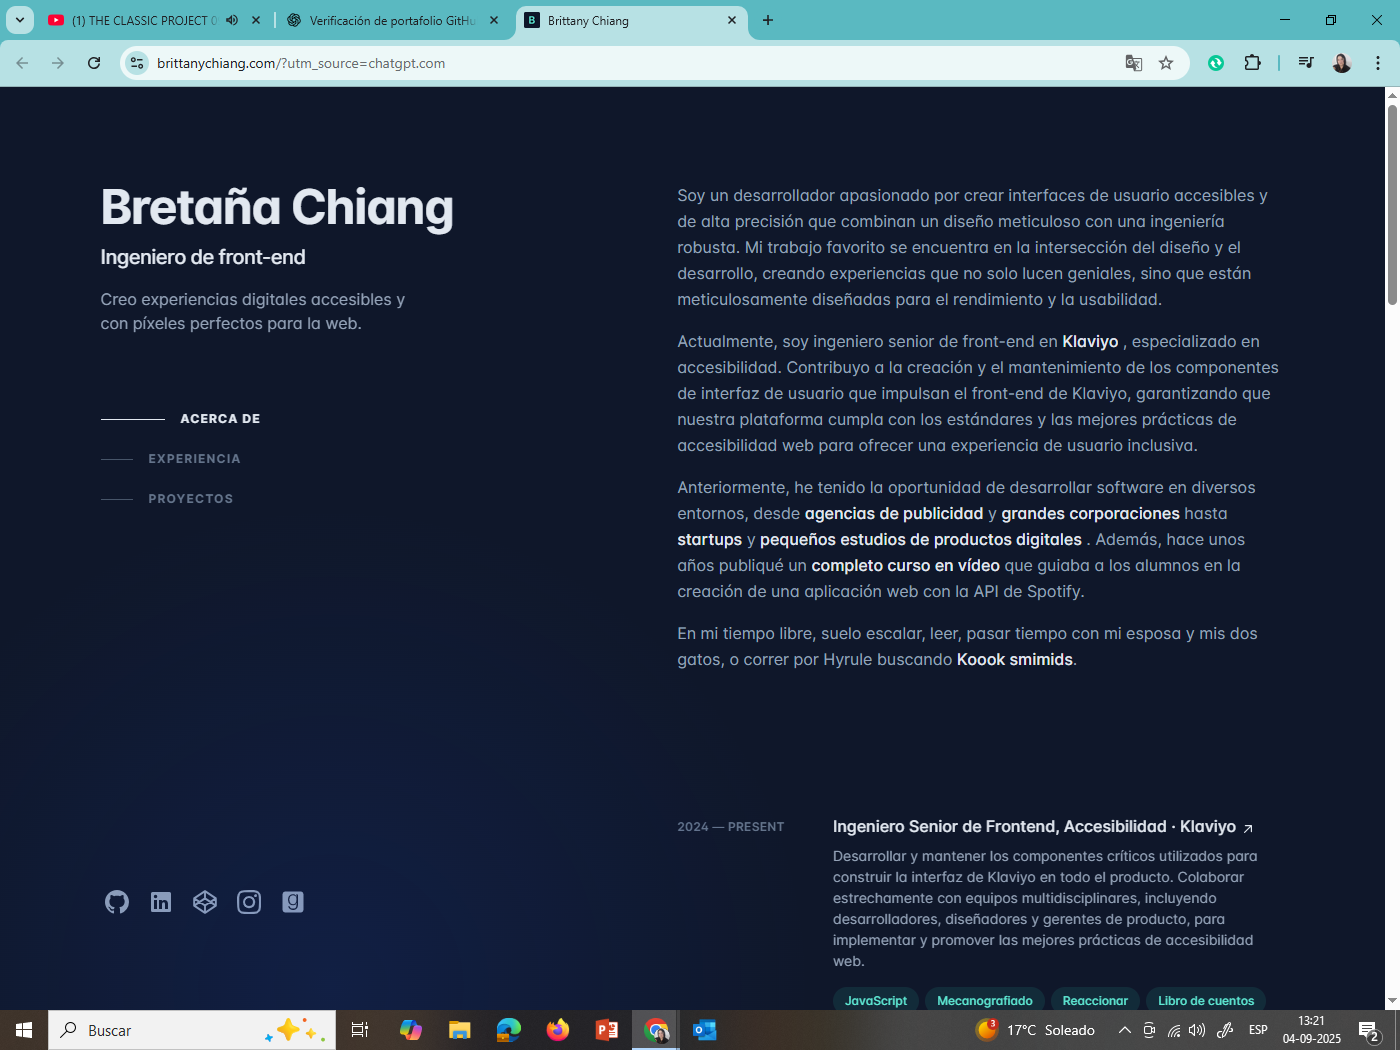 (1) THE CLASSIC PROJECT 0
Verificación de portafolio GitHu
Brittany Chiang
brittanychiang.com/?utm_source=chatgpt.com
Bretaña Chiang
Ingeniero de front-end
Creo experiencias digitales accesibles y
con píxeles perfectos para la web.
ACERCA DE
EXPERIENCIA
PROYECTOS
Soy un desarrollador apasionado por crear interfaces de usuario accesibles y
de alta precisión que combinan un diseño meticuloso con una ingeniería
robusta. Mi trabajo favorito se encuentra en la intersección del diseño y el
desarrollo, creando experiencias que no solo lucen geniales, sino que están
meticulosamente diseñadas para el rendimiento y la usabilidad.
Actualmente, soy ingeniero senior de front-end en Klaviyo , especializado en
accesibilidad. Contribuyo a la creación y el mantenimiento de los componentes
de interfaz de usuario que impulsan el front-end de Klaviyo, garantizando que
nuestra plataforma cumpla con los estándares y las mejores prácticas de
accesibilidad web para ofrecer una experiencia de usuario inclusiva.
Anteriormente, he tenido la oportunidad de desarrollar software en diversos
entornos, desde agencias de publicidad y grandes corporaciones hasta
startups y pequeños estudios de productos digitales . Además, hace unos
años publiqué un completo curso en vídeo que guiaba a los alumnos en la
creación de una aplicación web con la API de Spotify.
En mi tiempo libre, suelo escalar, leer, pasar tiempo con mi esposa y mis dos
gatos, o correr por Hyrule buscando Koook smimids.
2024 — PRESENT
Ingeniero Senior de Frontend, Accesibilidad · Klaviyo
Desarrollar y mantener los componentes críticos utilizados para
construir la interfaz de Klaviyo en todo el producto. Colaborar
estrechamente con equipos multidisciplinares, incluyendo
desarrolladores, diseñadores y gerentes de producto, para
implementar y promover las mejores prácticas de accesibilidad
web.
JavaScript
Mecanografiado
Reaccionar
Libro de cuentos
Buscar
3
17°C Soleado
ESP
13:21
04-09-2025
2